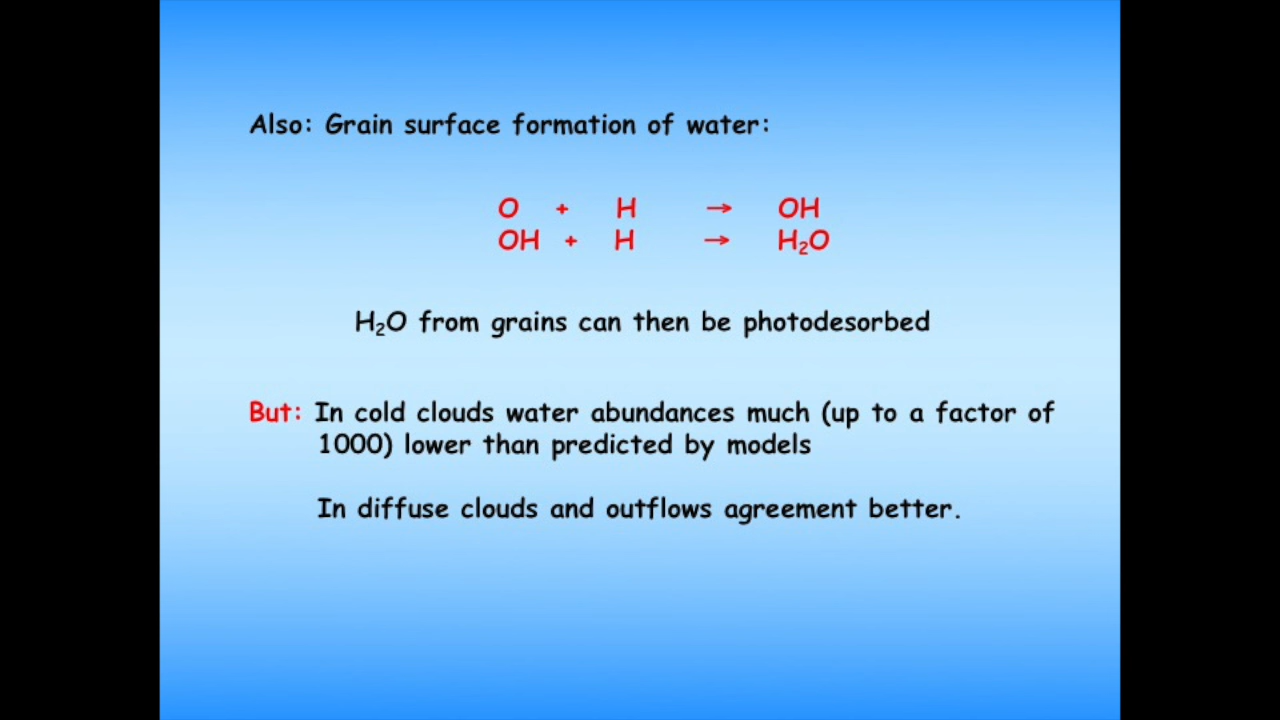 Also: Grain surface formation of water:
O + H → OH
OH + H → H₂O
H₂O from grains can then be photodesorbed
But: In cold clouds water abundances much (up to a factor of
1000) lower than predicted by models
In diffuse clouds and outflows agreement better.